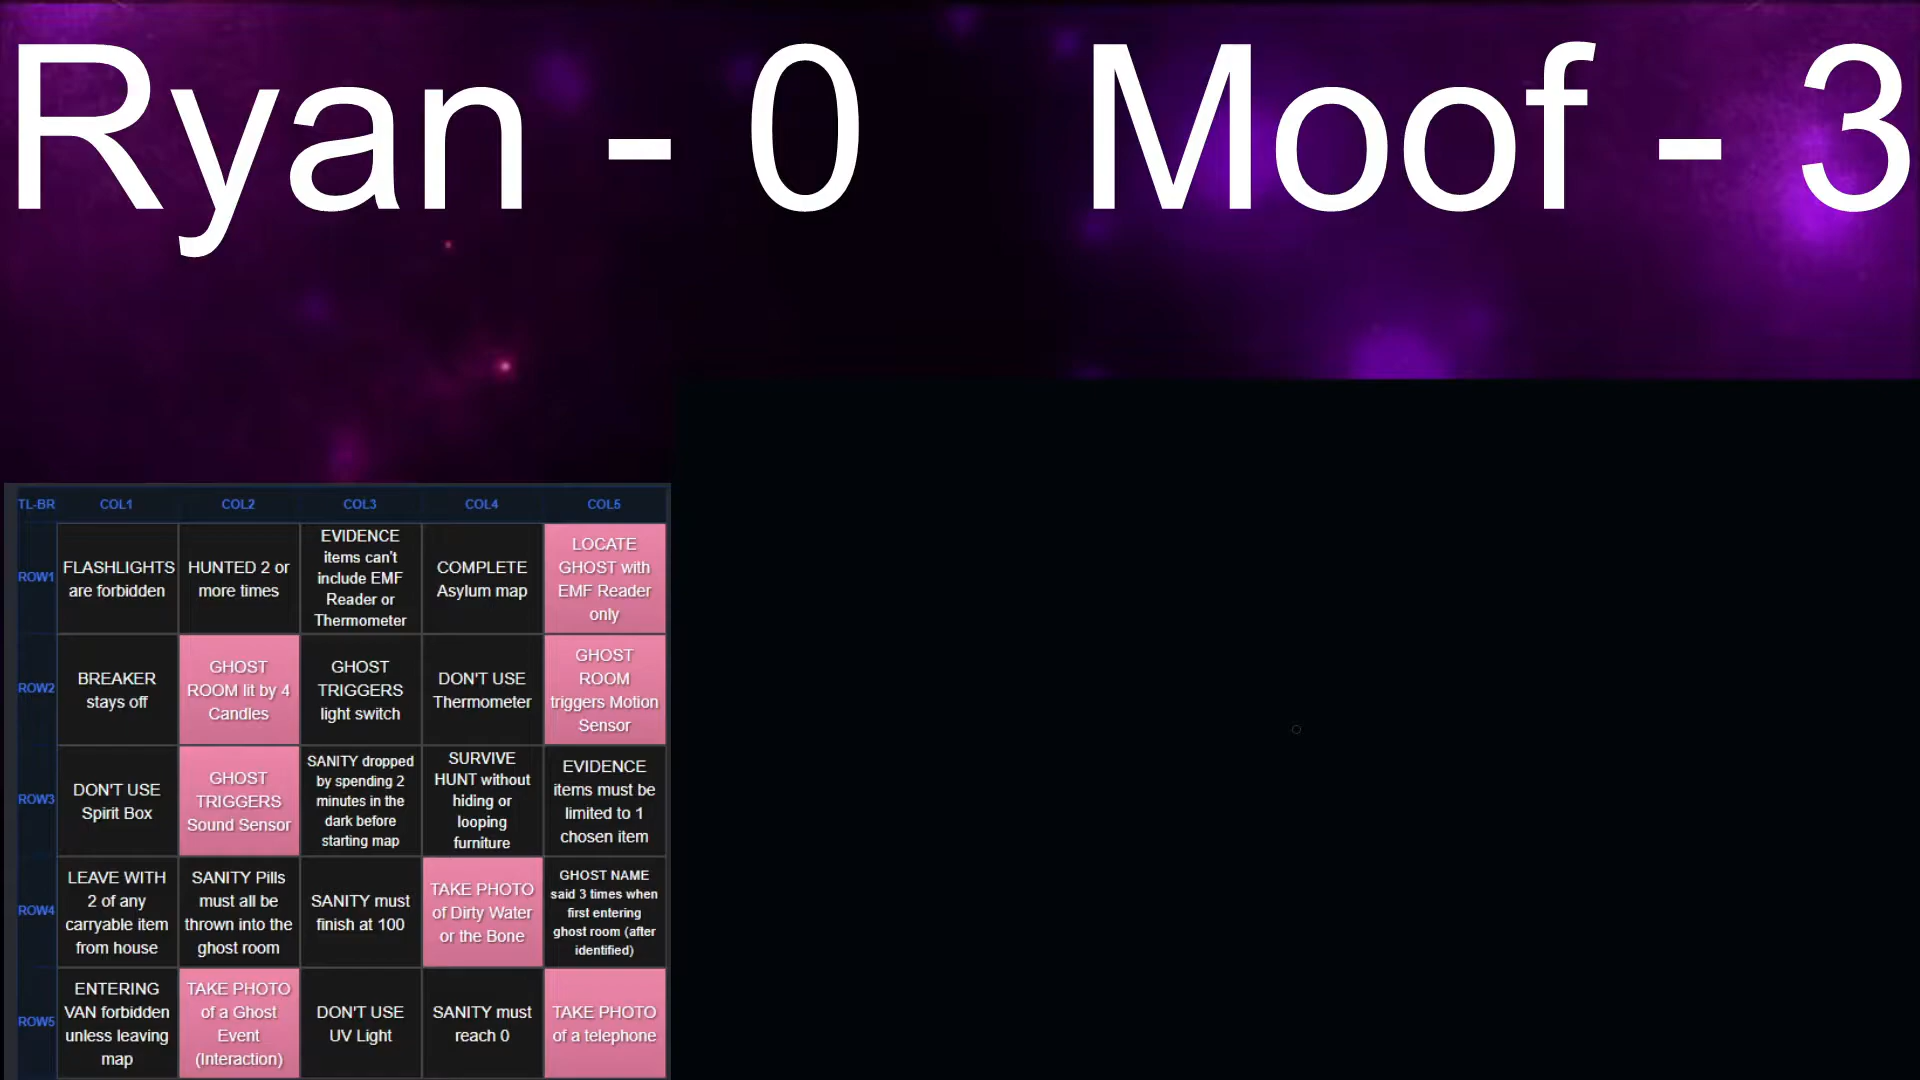 Ryan - 0 Moof - 3
TL-BR COL1 COL2 COL3 COL4 COL5
ROW1
FLASHLIGHTS
are forbidden
HUNTED 2 or
more times
EVIDENCE
items can't
include EMF
Reader or
Thermometer
COMPLETE
Asylum map
LOCATE
GHOST with
EMF Reader
only
ROW2
BREAKER
stays off
GHOST
ROOM lit by 4
Candles
GHOST
TRIGGERS
light switch
DON'T USE
Thermometer
GHOST
ROOM
triggers Motion
Sensor
ROW3
DON'T USE
Spirit Box
GHOST
TRIGGERS
Sound Sensor
SANITY dropped
by spending 2
minutes in the
dark before
starting map
SURVIVE
HUNT without
hiding or
looping
furniture
EVIDENCE
items must be
limited to 1
chosen item
ROW4
LEAVE WITH
2 of any
carryable item
from house
SANITY Pills
must all be
thrown into the
ghost room
SANITY must
finish at 100
TAKE PHOTO
of Dirty Water
or the Bone
GHOST NAME
said 3 times when
first entering
ghost room (after
identified)
ROW5
ENTERING
VAN forbidden
unless leaving
map
TAKE PHOTO
of a Ghost
Event
(Interaction)
DON'T USE
UV Light
SANITY must
reach 0
TAKE PHOTO
of a telephone